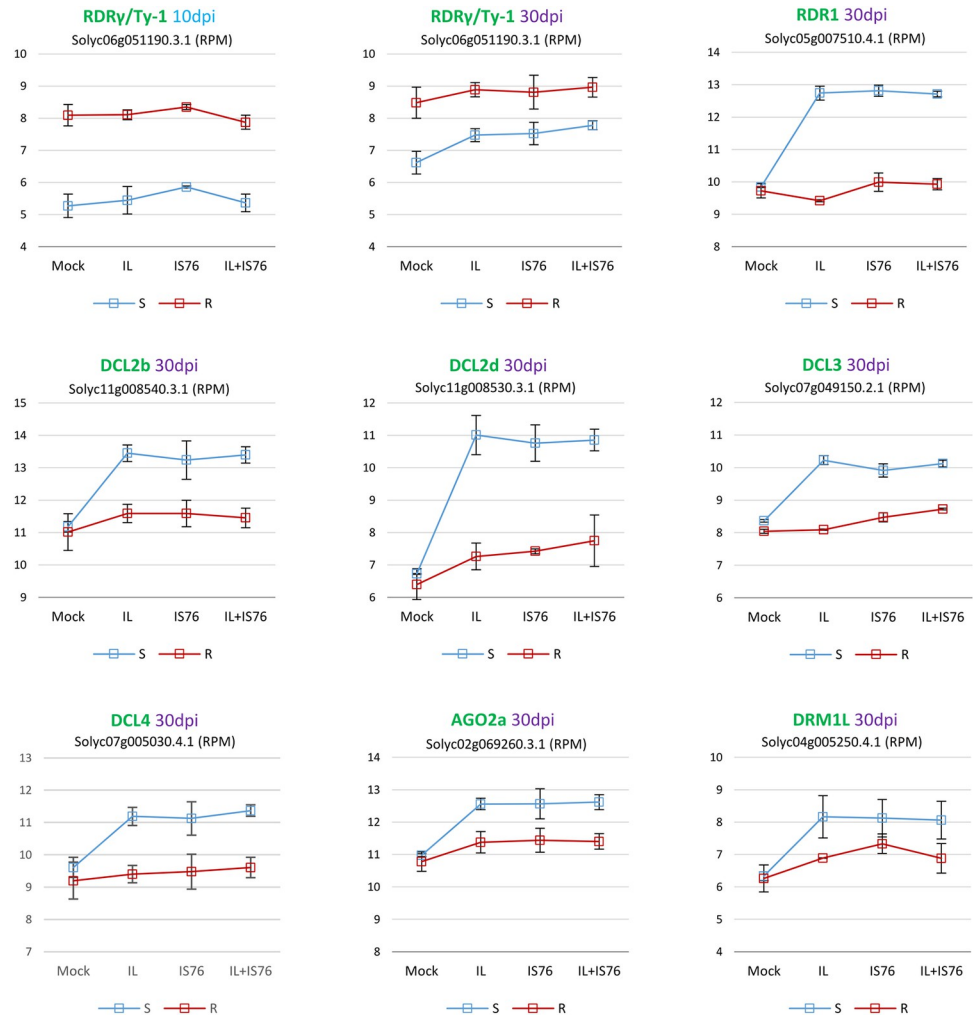 RDRγ/Ty-1 10dpi
Solyc06g051190.3.1 (RPM)
10
9
8
7
6
5
4
Mock IL IS76 IL+IS76
S R
RDRγ/Ty-1 30dpi
Solyc06g051190.3.1 (RPM)
10
9
8
7
6
5
4
Mock IL IS76 IL+IS76
S R
RDR1 30dpi
Solyc05g007510.4.1 (RPM)
14
13
12
11
10
9
8
Mock IL IS76 IL+IS76
S R
DCL2b 30dpi
Solyc11g008540.3.1 (RPM)
15
14
13
12
11
10
9
Mock IL IS76 IL+IS76
S R
DCL2d 30dpi
Solyc11g008530.3.1 (RPM)
12
11
10
9
8
7
6
Mock IL IS76 IL+IS76
S R
DCL3 30dpi
Solyc07g049150.2.1 (RPM)
12
11
10
9
8
7
6
Mock IL IS76 IL+IS76
S R
DCL4 30dpi
Solyc07g005030.4.1 (RPM)
13
12
11
10
9
8
7
Mock IL IS76 IL+IS76
S R
AGO2a 30dpi
Solyc02g069260.3.1 (RPM)
14
13
12
11
10
9
8
Mock IL IS76 IL+IS76
S R
DRM1L 30dpi
Solyc04g005250.4.1 (RPM)
10
9
8
7
6
5
4
Mock IL IS76 IL+IS76
S R